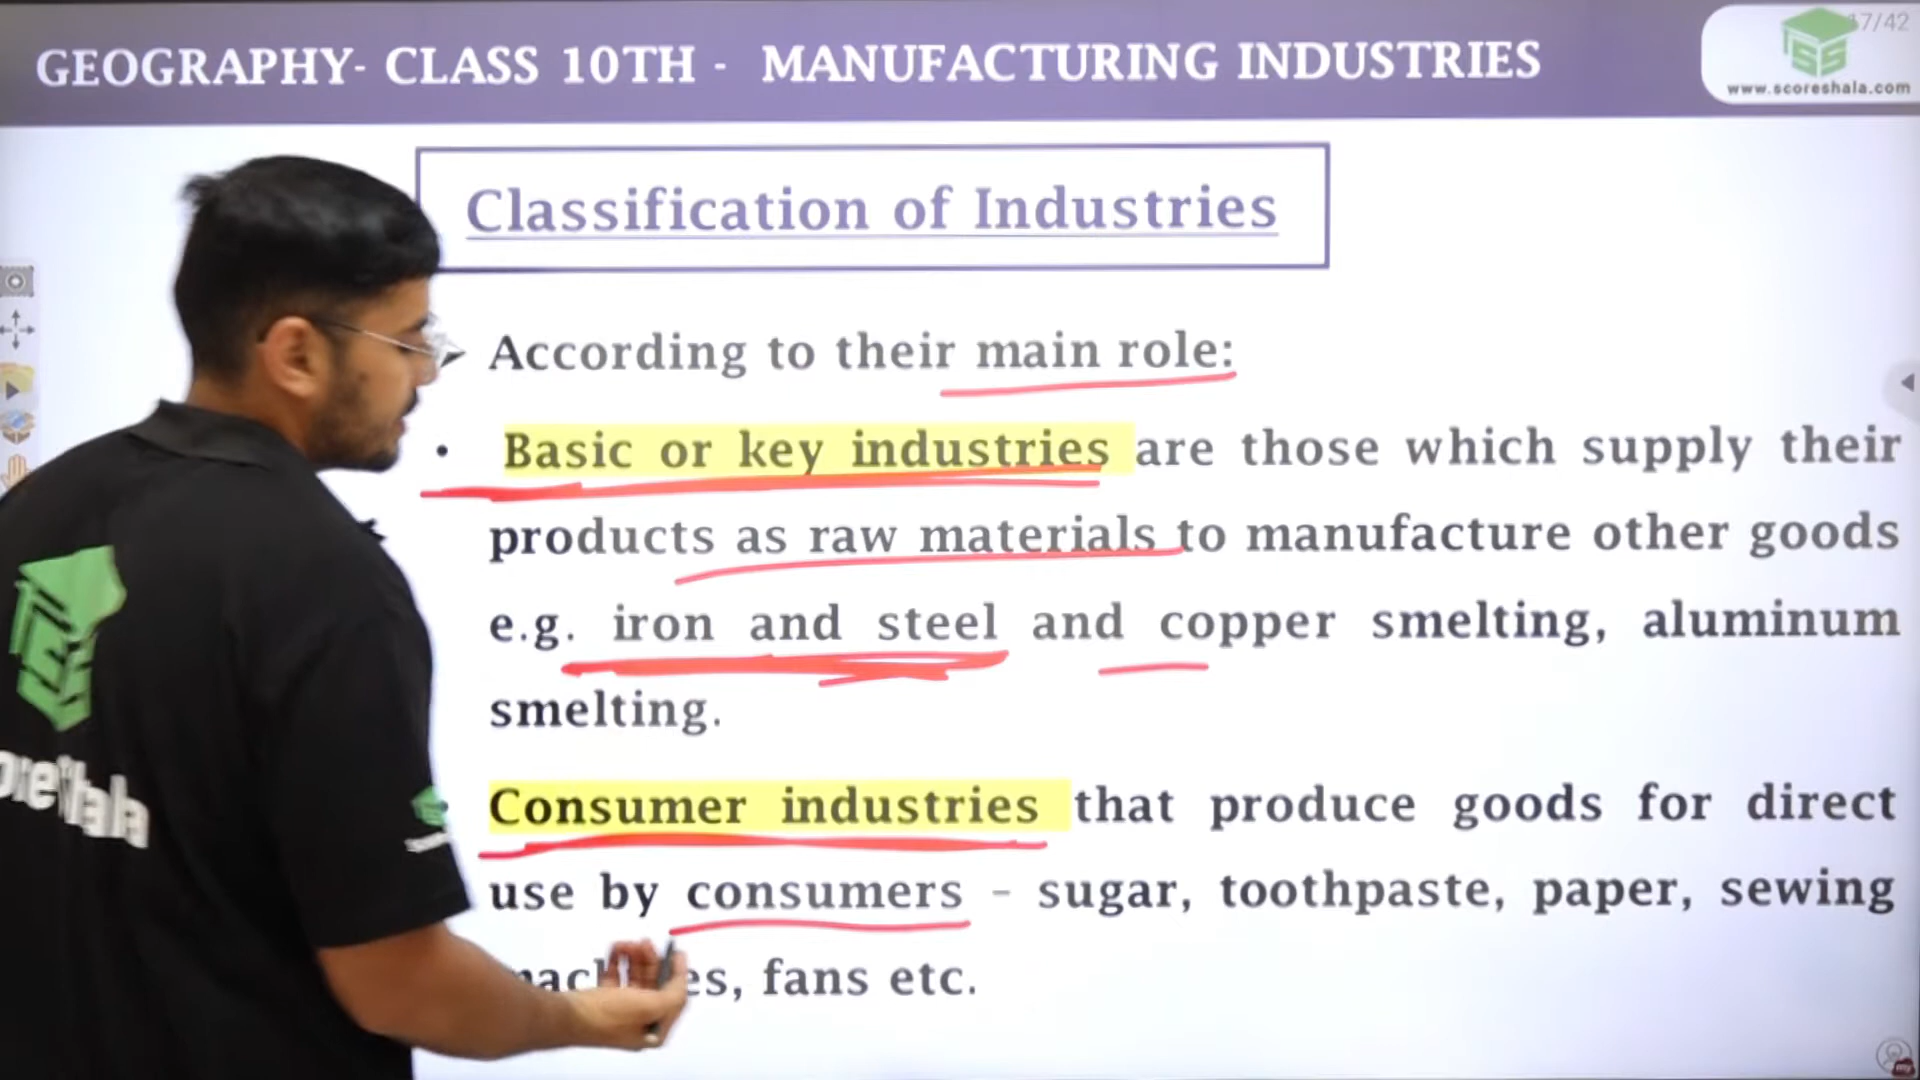 GEOGRAPHY- CLASS 10TH - MANUFACTURING INDUSTRIES
17/42
www.scoreshala.com
Classification of Industries
According to their main role:
• Basic or key industries are those which supply their
products as raw materials to manufacture other goods
e.g. iron and steel and copper smelting, aluminum
smelting.
Consumer industries that produce goods for direct
use by consumers – sugar, toothpaste, paper, sewing
fans etc.